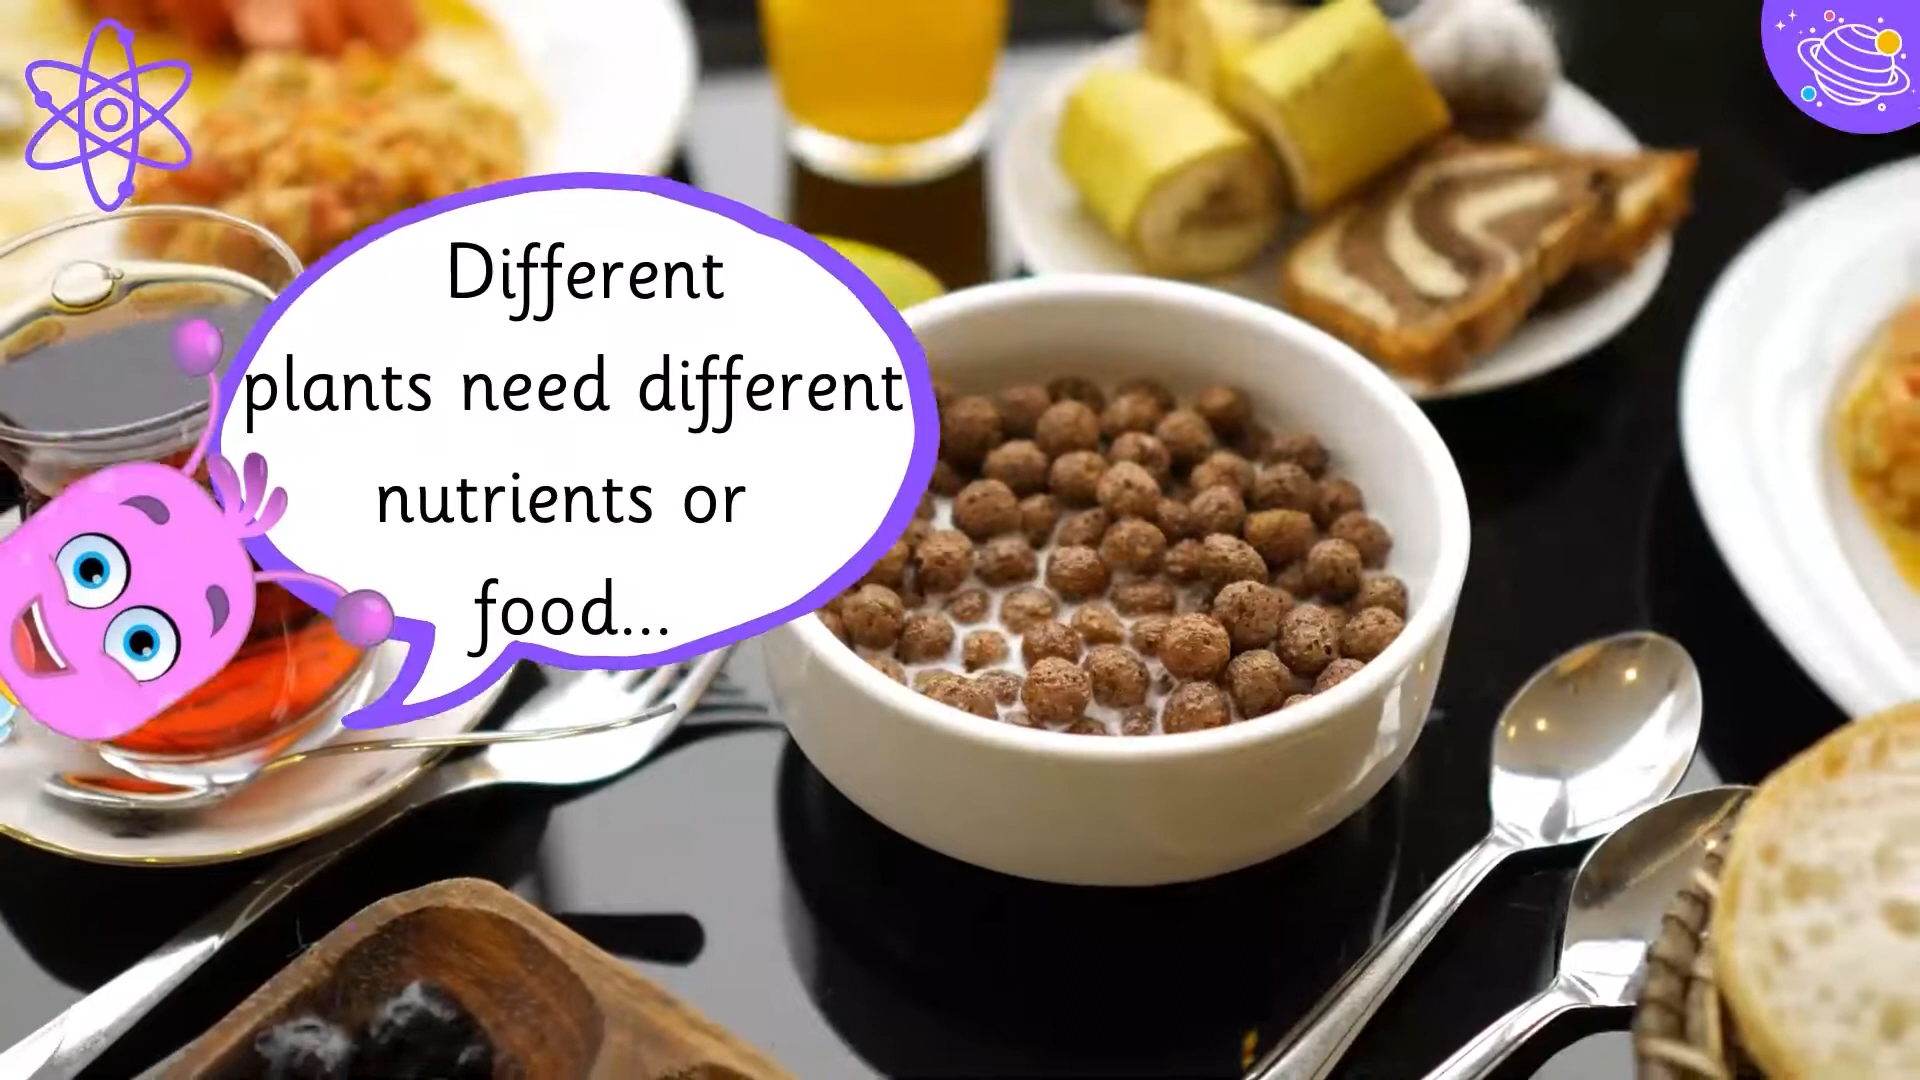 Different
plants need different
nutrients or
food...